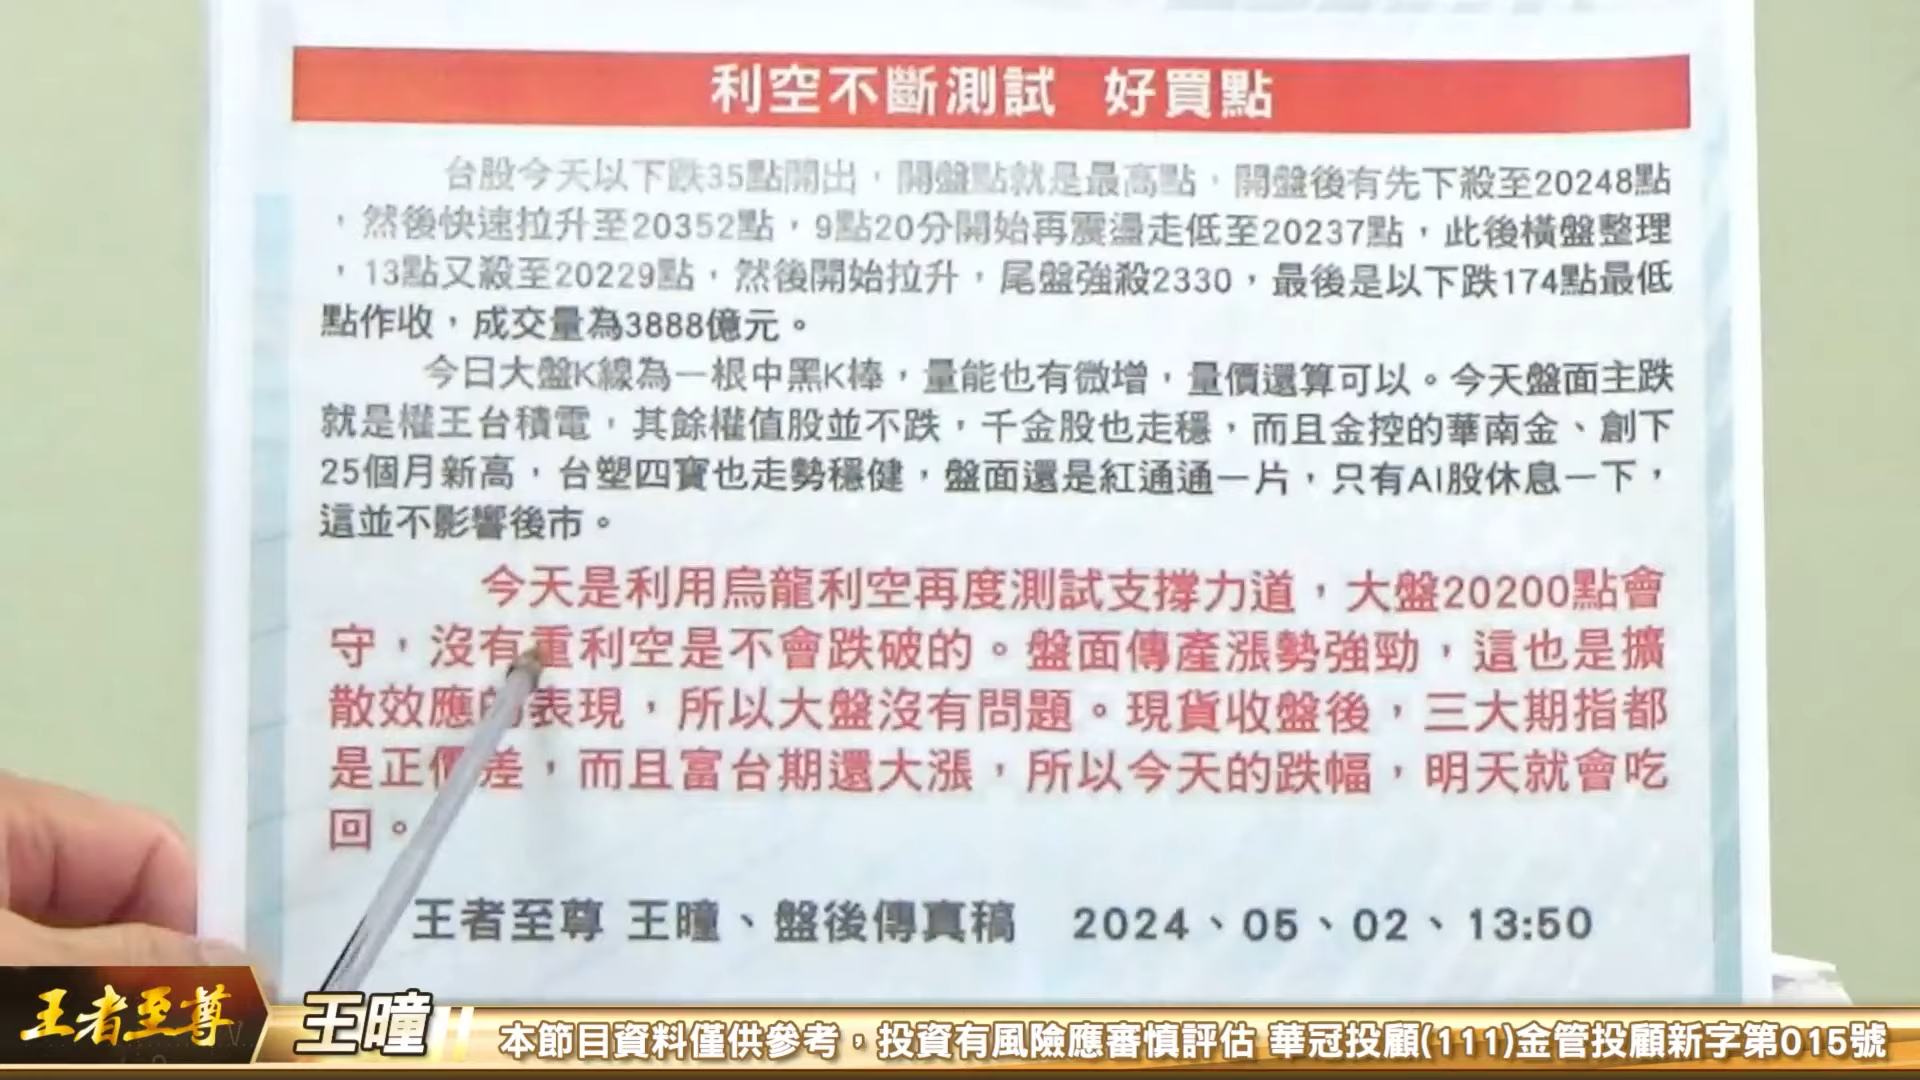 利空不斷測試 好買點
台股今天以下跌35點開出，開盤點就是最高點，開盤後有先下殺至20248點
，然後快速拉升至20352點，9點20分開始再震盪走低至20237點，此後橫盤整理
，13點又殺至20229點，然後開始拉升，尾盤強殺2330，最後是以下跌174點最低
點作收，成交量為3888億元。
今日大盤K線為一根中黑K棒，量能也有微增，量價還算可以。今天盤面主跌
就是權王台積電，其餘權值股並不跌，千金股也走穩，而且金控的華南金、創下
25個月新高，台塑四寶也走勢穩健，盤面還是紅通通一片，只有AI股休息一下，
這並不影響後市。
今天是利用烏龍利空再度測試支撐力道，大盤20200點會
守，沒有重利空是不會跌破的。盤面傳產漲勢強勁，這也是擴
散效應的表現，所以大盤沒有問題。現貨收盤後，三大期指都
是正價差，而且富台期還大漲，所以今天的跌幅，明天就會吃
回。
王者至尊 王曈、盤後傳真稿 2024、05、02、13:50
王者至尊
王曈
本節目資料僅供參考，投資有風險應審慎評估 華冠投顧(111)金管投顧新字第015號